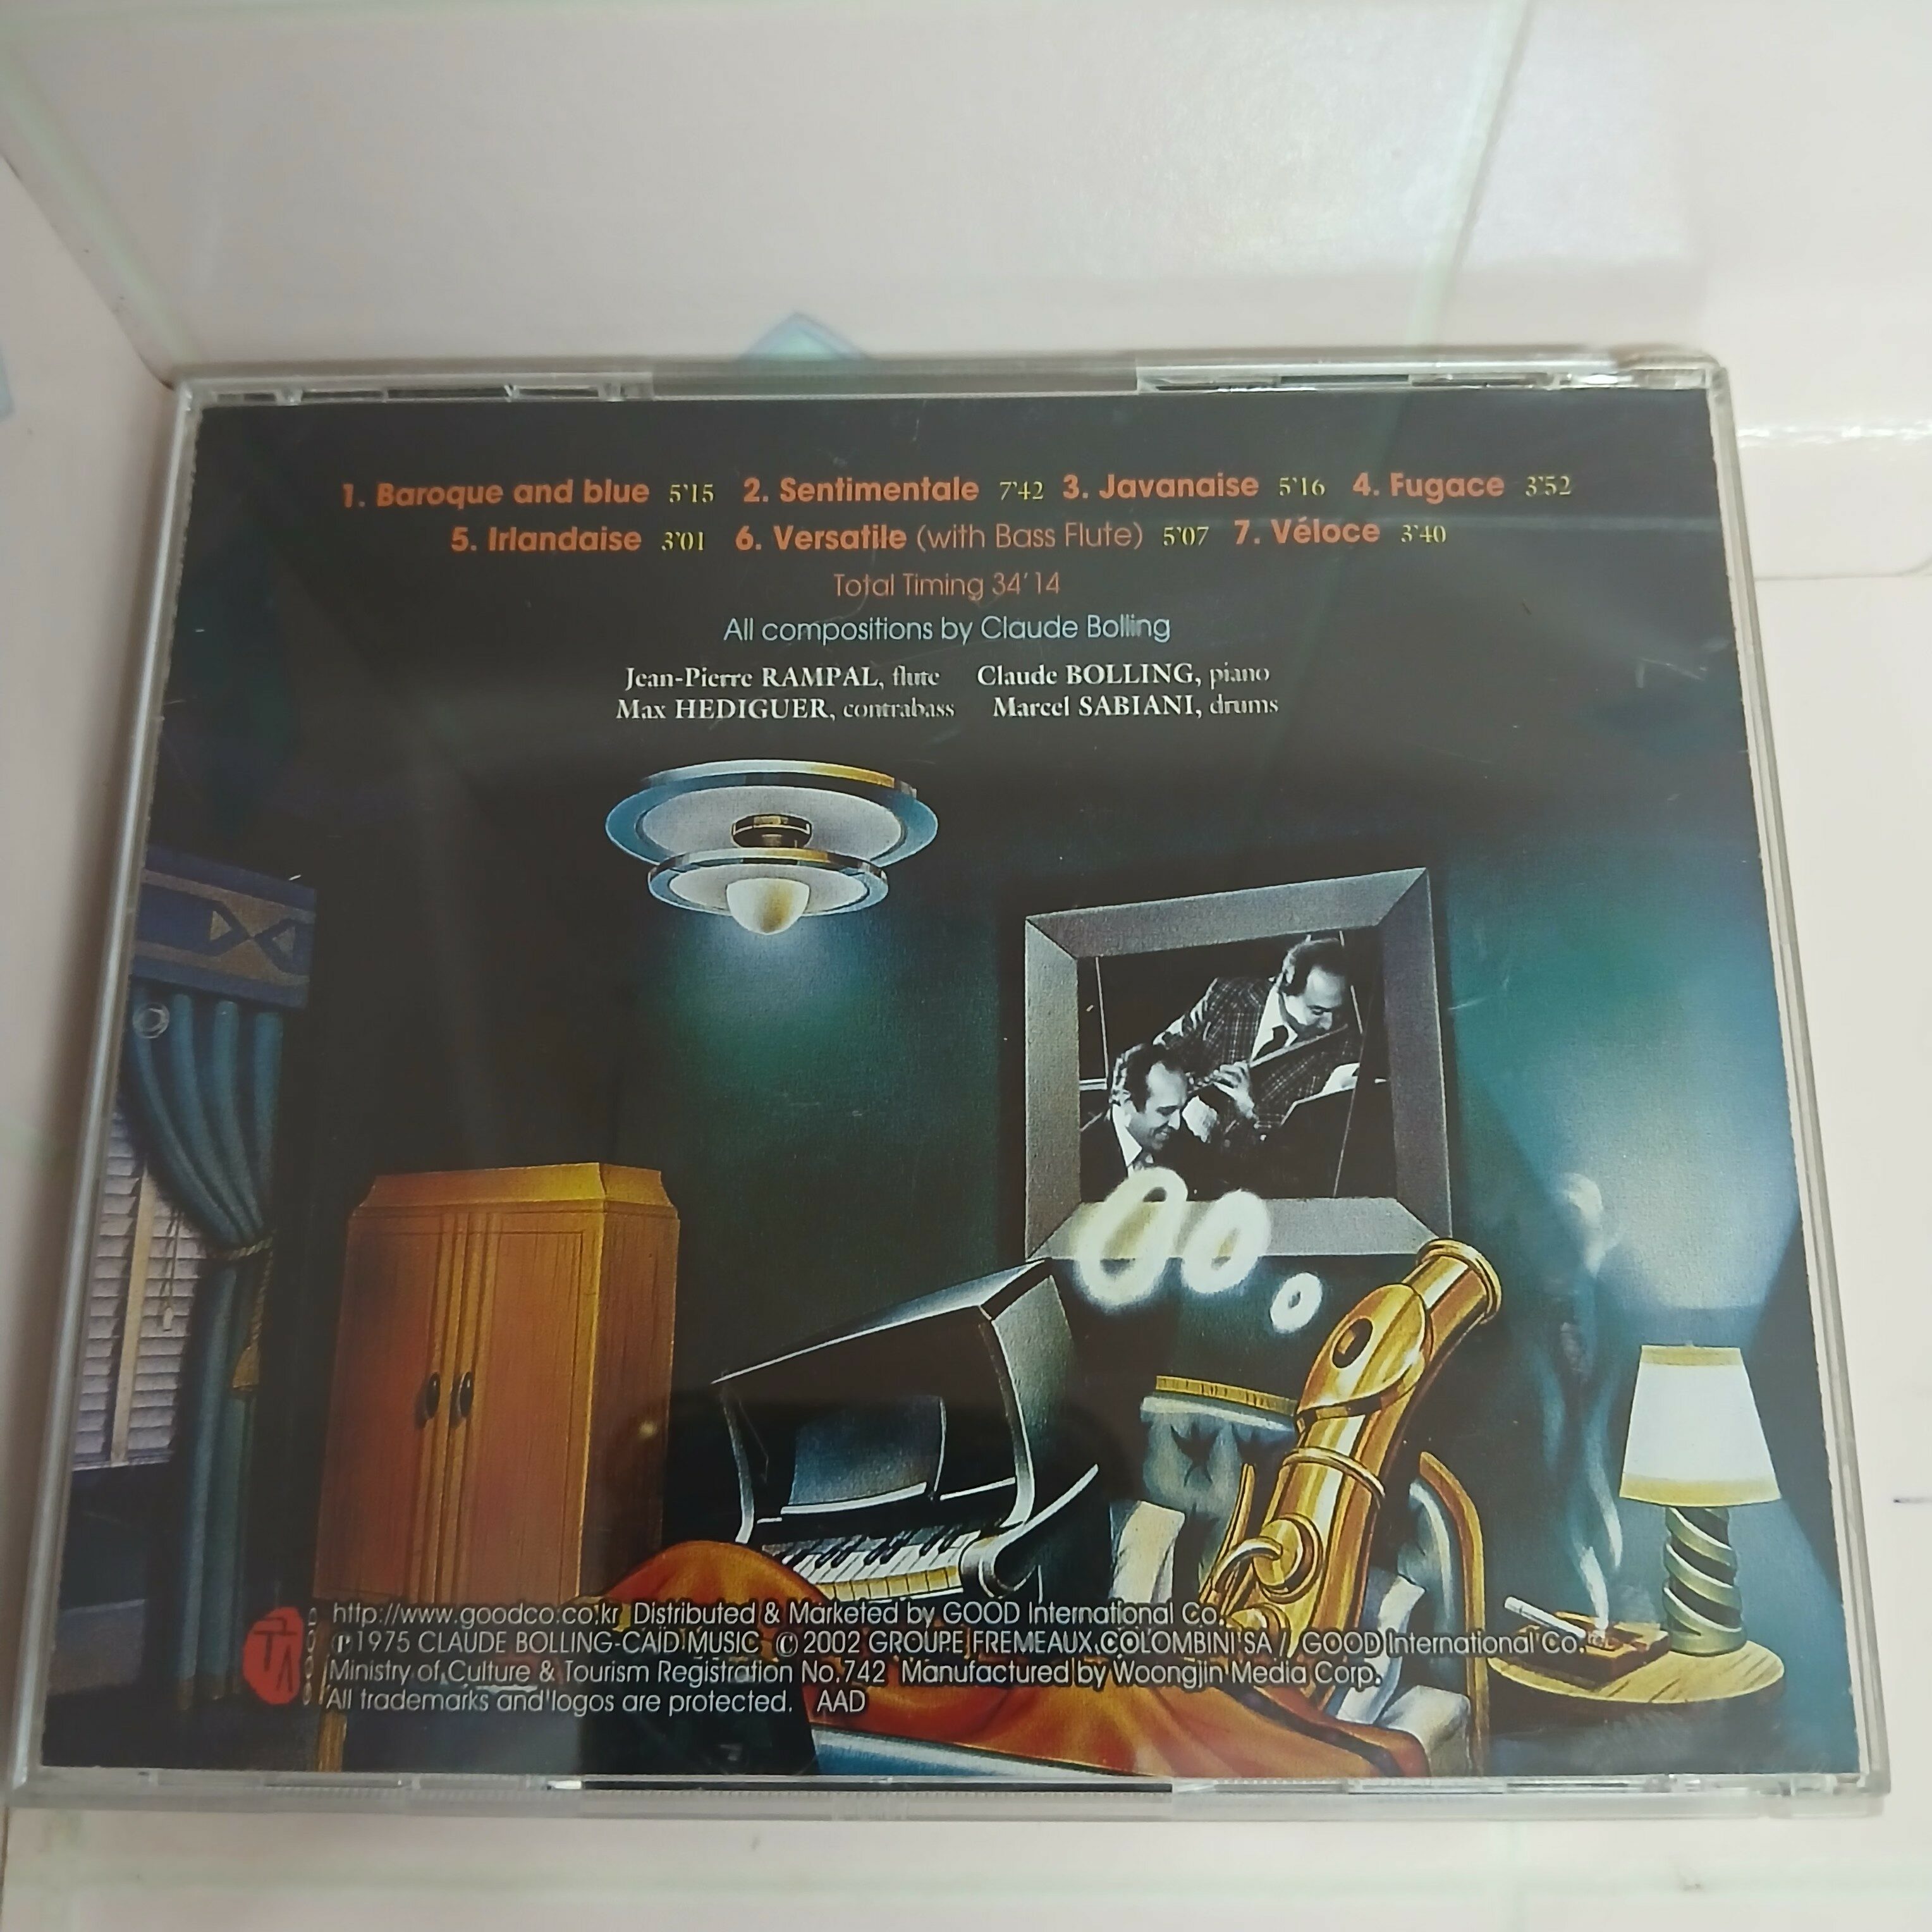 1. Baroque and blue 5'15 2. Sentimentale 7'42 3. Javanaise 5'16 4. Fugace 3'52
5. Irlandaise 3'01 6. Versatile (with Bass Flute) 5'07 7. Véloce 3'40
Total Timing 34'14
All compositions by Claude Bolling
Jean-Pierre RAMPAL, flute Claude BOLLING, piano
Max HEDIGUER, contrabass Marcel SABIANI, drums
http://www.goodco.co.kr Distributed & Marketed by GOOD International Co.
℗1975 CLAUDE BOLLING-CAÏD MUSIC © 2002 GROUPE FREMEAUX COLOMBINI SA / GOOD International Co.
Ministry of Culture & Tourism Registration No.742 Manufactured by Woongjin Media Corp.
All trademarks and logos are protected. AAD